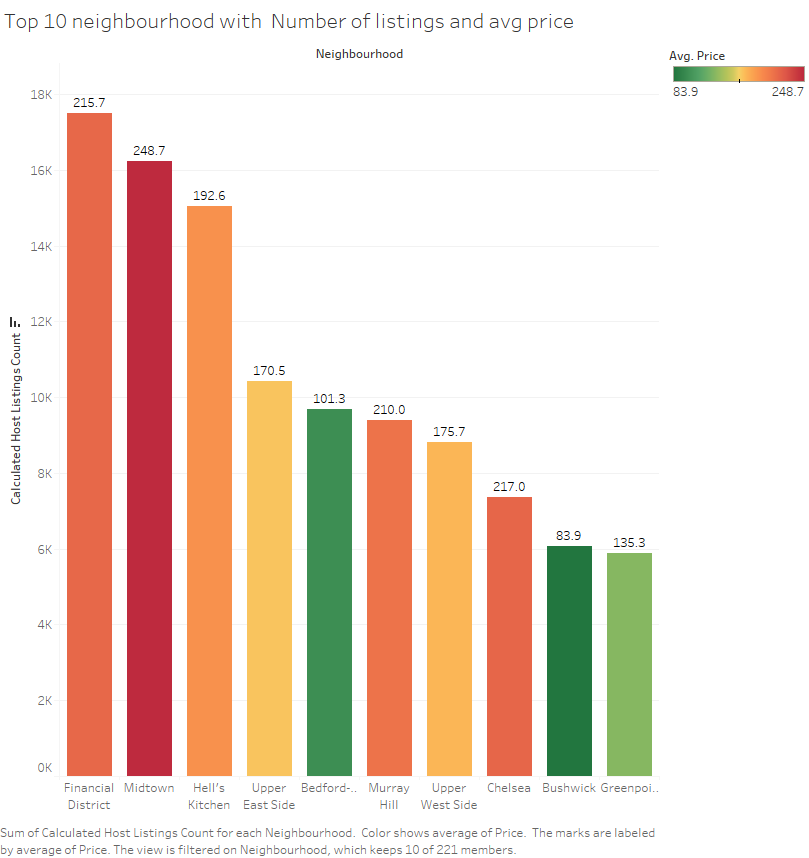 Top 10 neighbourhood with  Number of listings and avg price
Neighbourhood
Avg. Price
83.9 248.7
Calculated Host Listings Count
18K
16K
14K
12K
10K
8K
6K
4K
2K
0K
215.7
248.7
192.6
170.5
101.3
210.0
175.7
217.0
83.9
135.3
Financial
District
Midtown
Hell's
Kitchen
Upper
East Side
Bedford-..
Murray
Hill
Upper
West Side
Chelsea
Bushwick
Greenpoi..
Sum of Calculated Host Listings Count for each Neighbourhood.  Color shows average of Price.  The marks are labeled
by average of Price. The view is filtered on Neighbourhood, which keeps 10 of 221 members.